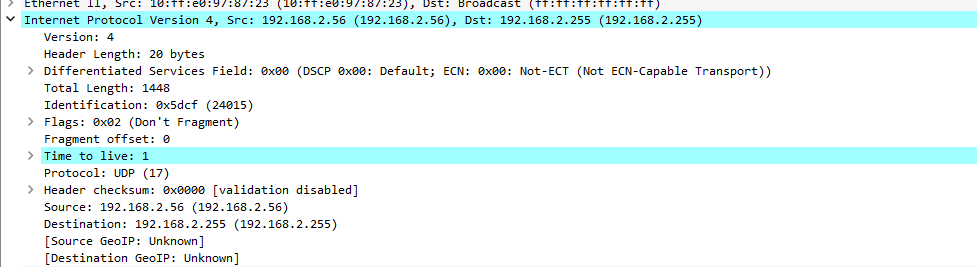 Ethernet II, Src: 10:ff:e0:97:87:23 (10:ff:e0:97:87:23), Dst: Broadcast (ff:ff:ff:ff:ff:ff)
Internet Protocol Version 4, Src: 192.168.2.56 (192.168.2.56), Dst: 192.168.2.255 (192.168.2.255)
Version: 4
Header Length: 20 bytes
Differentiated Services Field: 0x00 (DSCP 0x00: Default; ECN: 0x00: Not-ECT (Not ECN-Capable Transport))
Total Length: 1448
Identification: 0x5dcf (24015)
Flags: 0x02 (Don't Fragment)
Fragment offset: 0
Time to live: 1
Protocol: UDP (17)
Header checksum: 0x0000 [validation disabled]
Source: 192.168.2.56 (192.168.2.56)
Destination: 192.168.2.255 (192.168.2.255)
[Source GeoIP: Unknown]
[Destination GeoIP: Unknown]